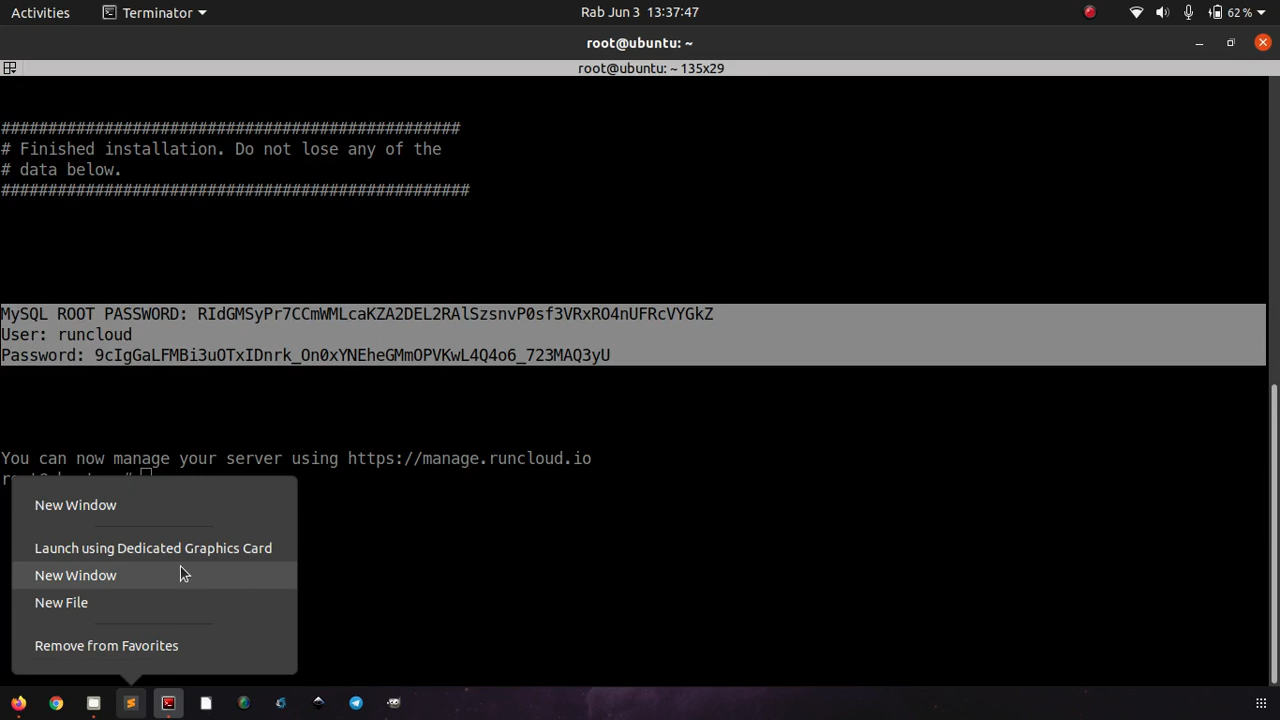 Activities
Terminator
Rab Jun 3 13:37:47
62 %
root@ubuntu: ~
root@ubuntu: ~ 135x29
#################################################
# Finished installation. Do not lose any of the
# data below.
##################################################
MySQL ROOT PASSWORD: RIdGMSyPr7CCmWMLcaKZA2DEL2RAlSzsnvP0sf3VRxRO4nUFRcVYGkZ
User: runcloud
Password: 9cIgGaLFMBi3uOTxIDnrk_On0xYNEheGMmOPVKwL4Q4o6_723MAQ3yU
You can now manage your server using https://manage.runcloud.io
New Window
Launch using Dedicated Graphics Card
New Window
New File
Remove from Favorites